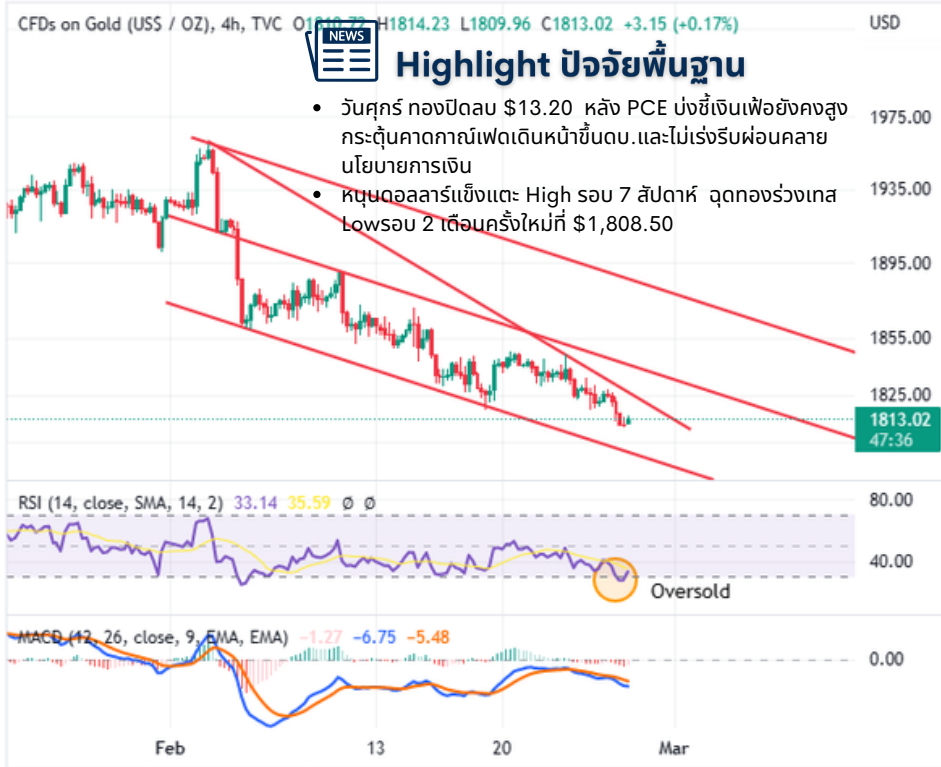 CFDs on Gold (US$ / OZ), 4h, TVC O1810.72 H1814.23 L1809.96 C1813.02 +3.15 (+0.17%)
USD
NEWS
Highlight ปัจจัยพื้นฐาน
• วันศุกร์ ทองปิดลบ $13.20 หลัง PCE บ่งชี้เงินเฟ้อยังคงสูง
กระตุ้นคาดกาณ์เฟดเดินหน้าขึ้นดบ.และไม่เร่งรีบผ่อนคลาย
นโยบายการเงิน
• หนุนดอลลาร์แข็งแตะ High รอบ 7 สัปดาห์ ฉุดทองร่วงเทส
Lowรอบ 2 เดือนครั้งใหม่ที่ $1,808.50
1975.00
1935.00
1895.00
1855.00
1825.00
1813.02
47:36
RSI (14, close, SMA, 14, 2) 33.14 35.59 Ø Ø
80.00
40.00
Oversold
MACD (12, 26, close, 9, EMA, EMA) −1.27 −6.75 −5.48
0.00
Feb 13 20 Mar